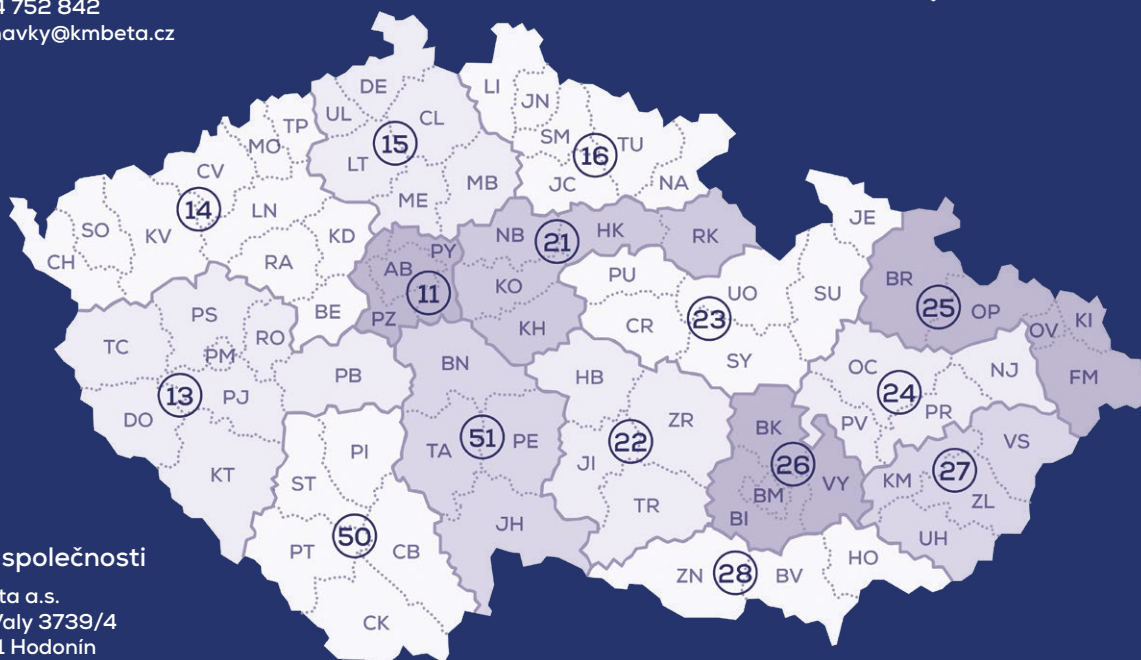 752 842
navky@kmbeta.cz
DE
LI
JN
UL
CL
TP
MO
SM
TU
15
16
LT
CV
JC
NA
MB
ME
14
LN
SO
KV
KD
NB
21
HK
RK
JE
PY
CH
RA
AB
KO
PU
UO
SU
BR
11
PS
BE
PZ
KH
CR
23
25
OP
OV
KI
TC
PM
RO
SY
PB
BN
HB
OC
NJ
FM
13
PJ
24
DO
PR
ZR
BK
PV
TA
51
PE
22
VS
PI
JI
26
KM
27
KT
ST
BM
VY
ZL
TR
BI
JH
UH
50
PT
CB
HO
ZN
28
BV
CK
společnosti
ta a.s.
Valy 3739/4
1 Hodonín